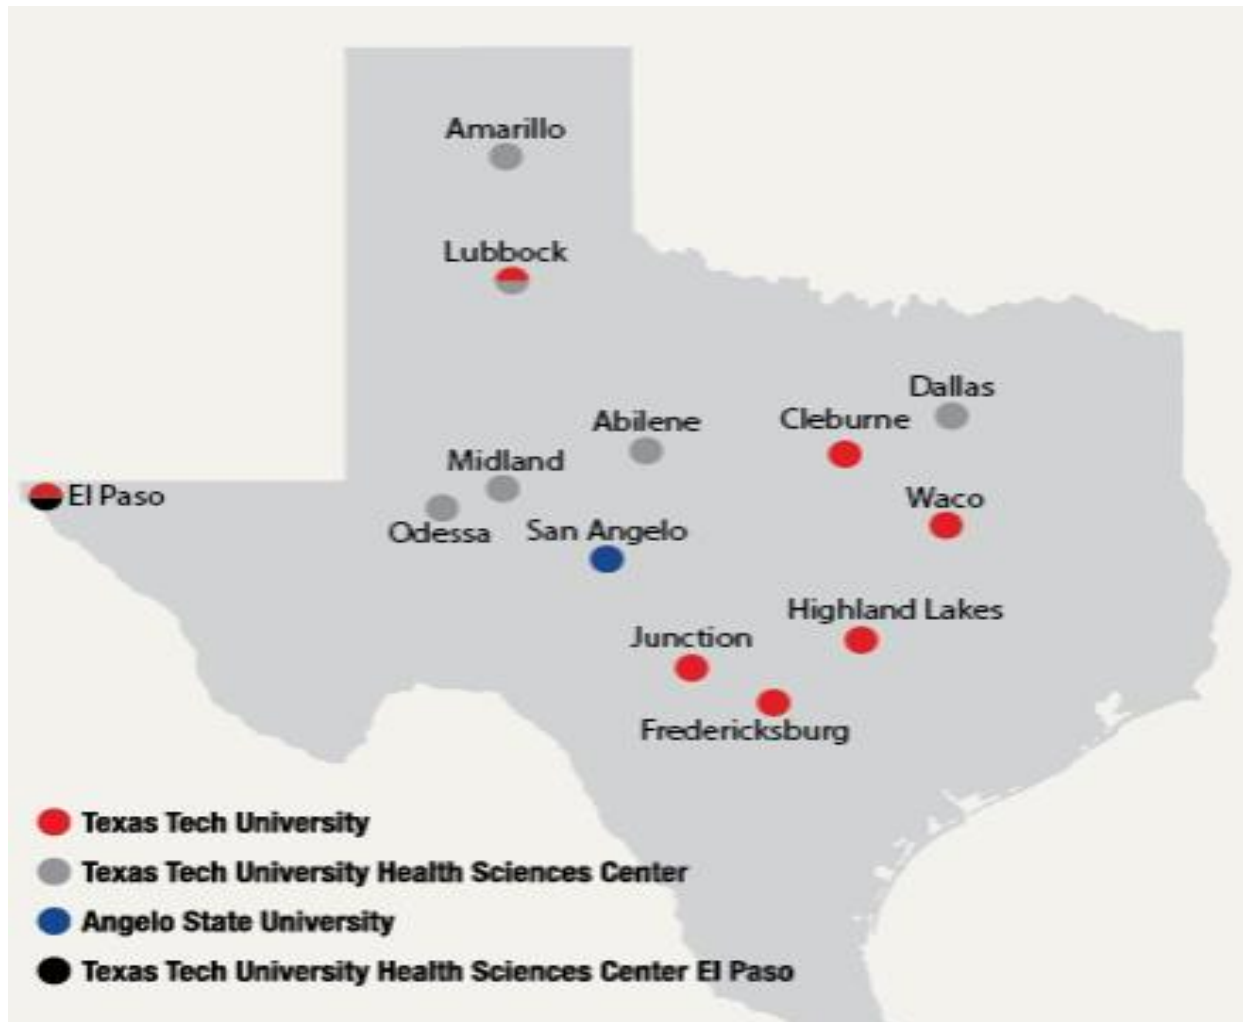 Amarillo
Lubbock
Dallas
Cleburne
Abilene
Midland
El Paso
Waco
Odessa
San Angelo
Highland Lakes
Junction
Fredericksburg
Texas Tech University
Texas Tech University Health Sciences Center
Angelo State University
Texas Tech University Health Sciences Center El Paso